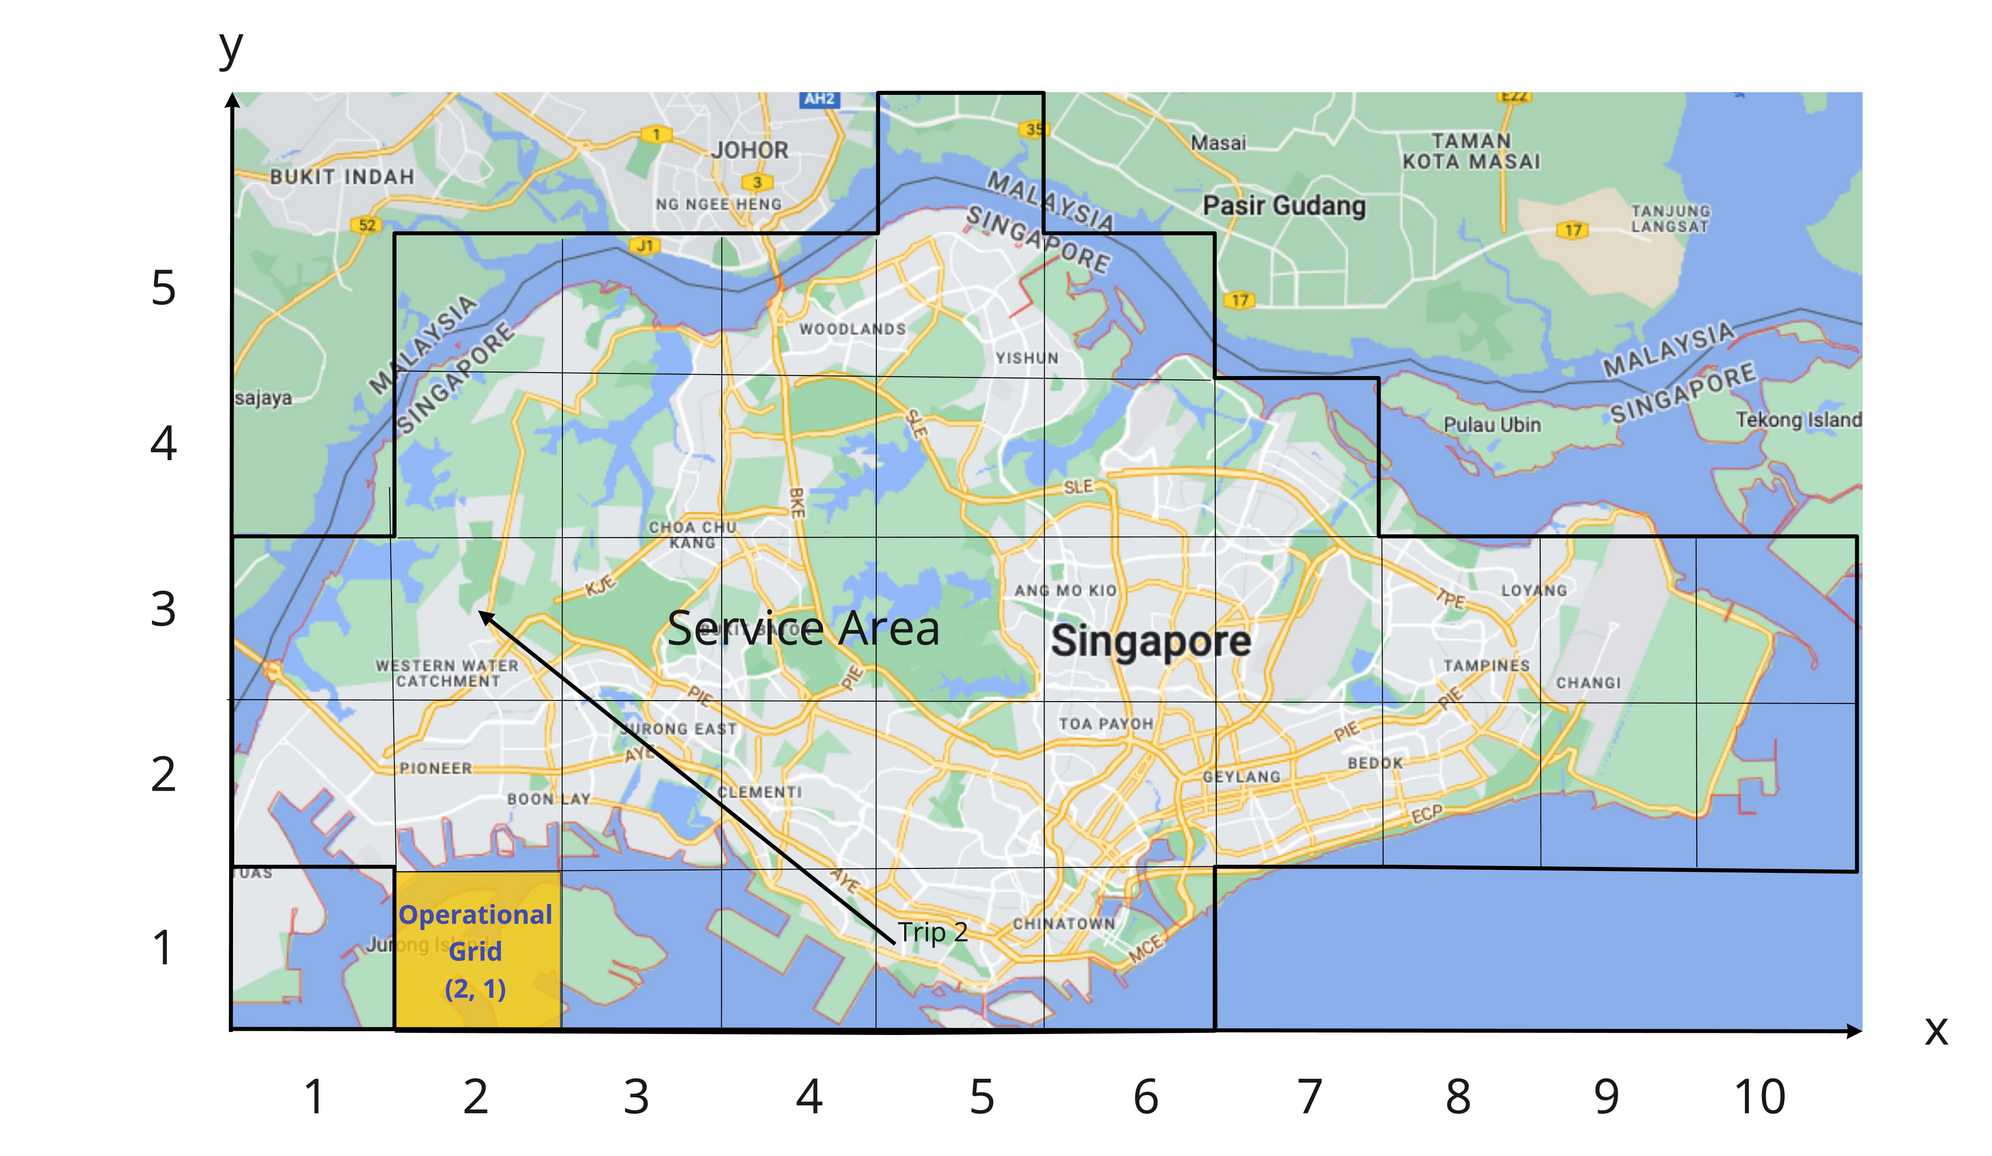 y
AH2
E22
35
1
JOHOR
Masai
TAMAN
KOTA MASAI
BUKIT INDAH
3
MALAYSIA
NG NGEE HENG
Pasir Gudang
52
SINGAPORE
TANJUNG
LANGSAT
17
J1
5
17
MALAYSIA
WOODLANDS
MALAYSIA
SINGAPORE
YISHUN
SINGAPORE
sajaya
Pulau Ubin
Tekong Island
SLE
4
BKE
SLE
CHOA CHU
KANG
KJE
ANG MO KIO
TPE
LOYANG
3
Service Area
BUKIT BATOK
Singapore
WESTERN WATER
CATCHMENT
TAMPINES
PIE
CHANGI
PIE
PIE
JURONG EAST
TOA PAYOH
PIE
AYE
2
PIONEER
GEYLANG
BEDOK
BOON LAY
CLEMENTI
ECP
TUAS
AYE
Operational
Grid
(2, 1)
Jurong Island
Trip 2
CHINATOWN
MCE
1
x
1 2 3 4 5 6 7 8 9 10